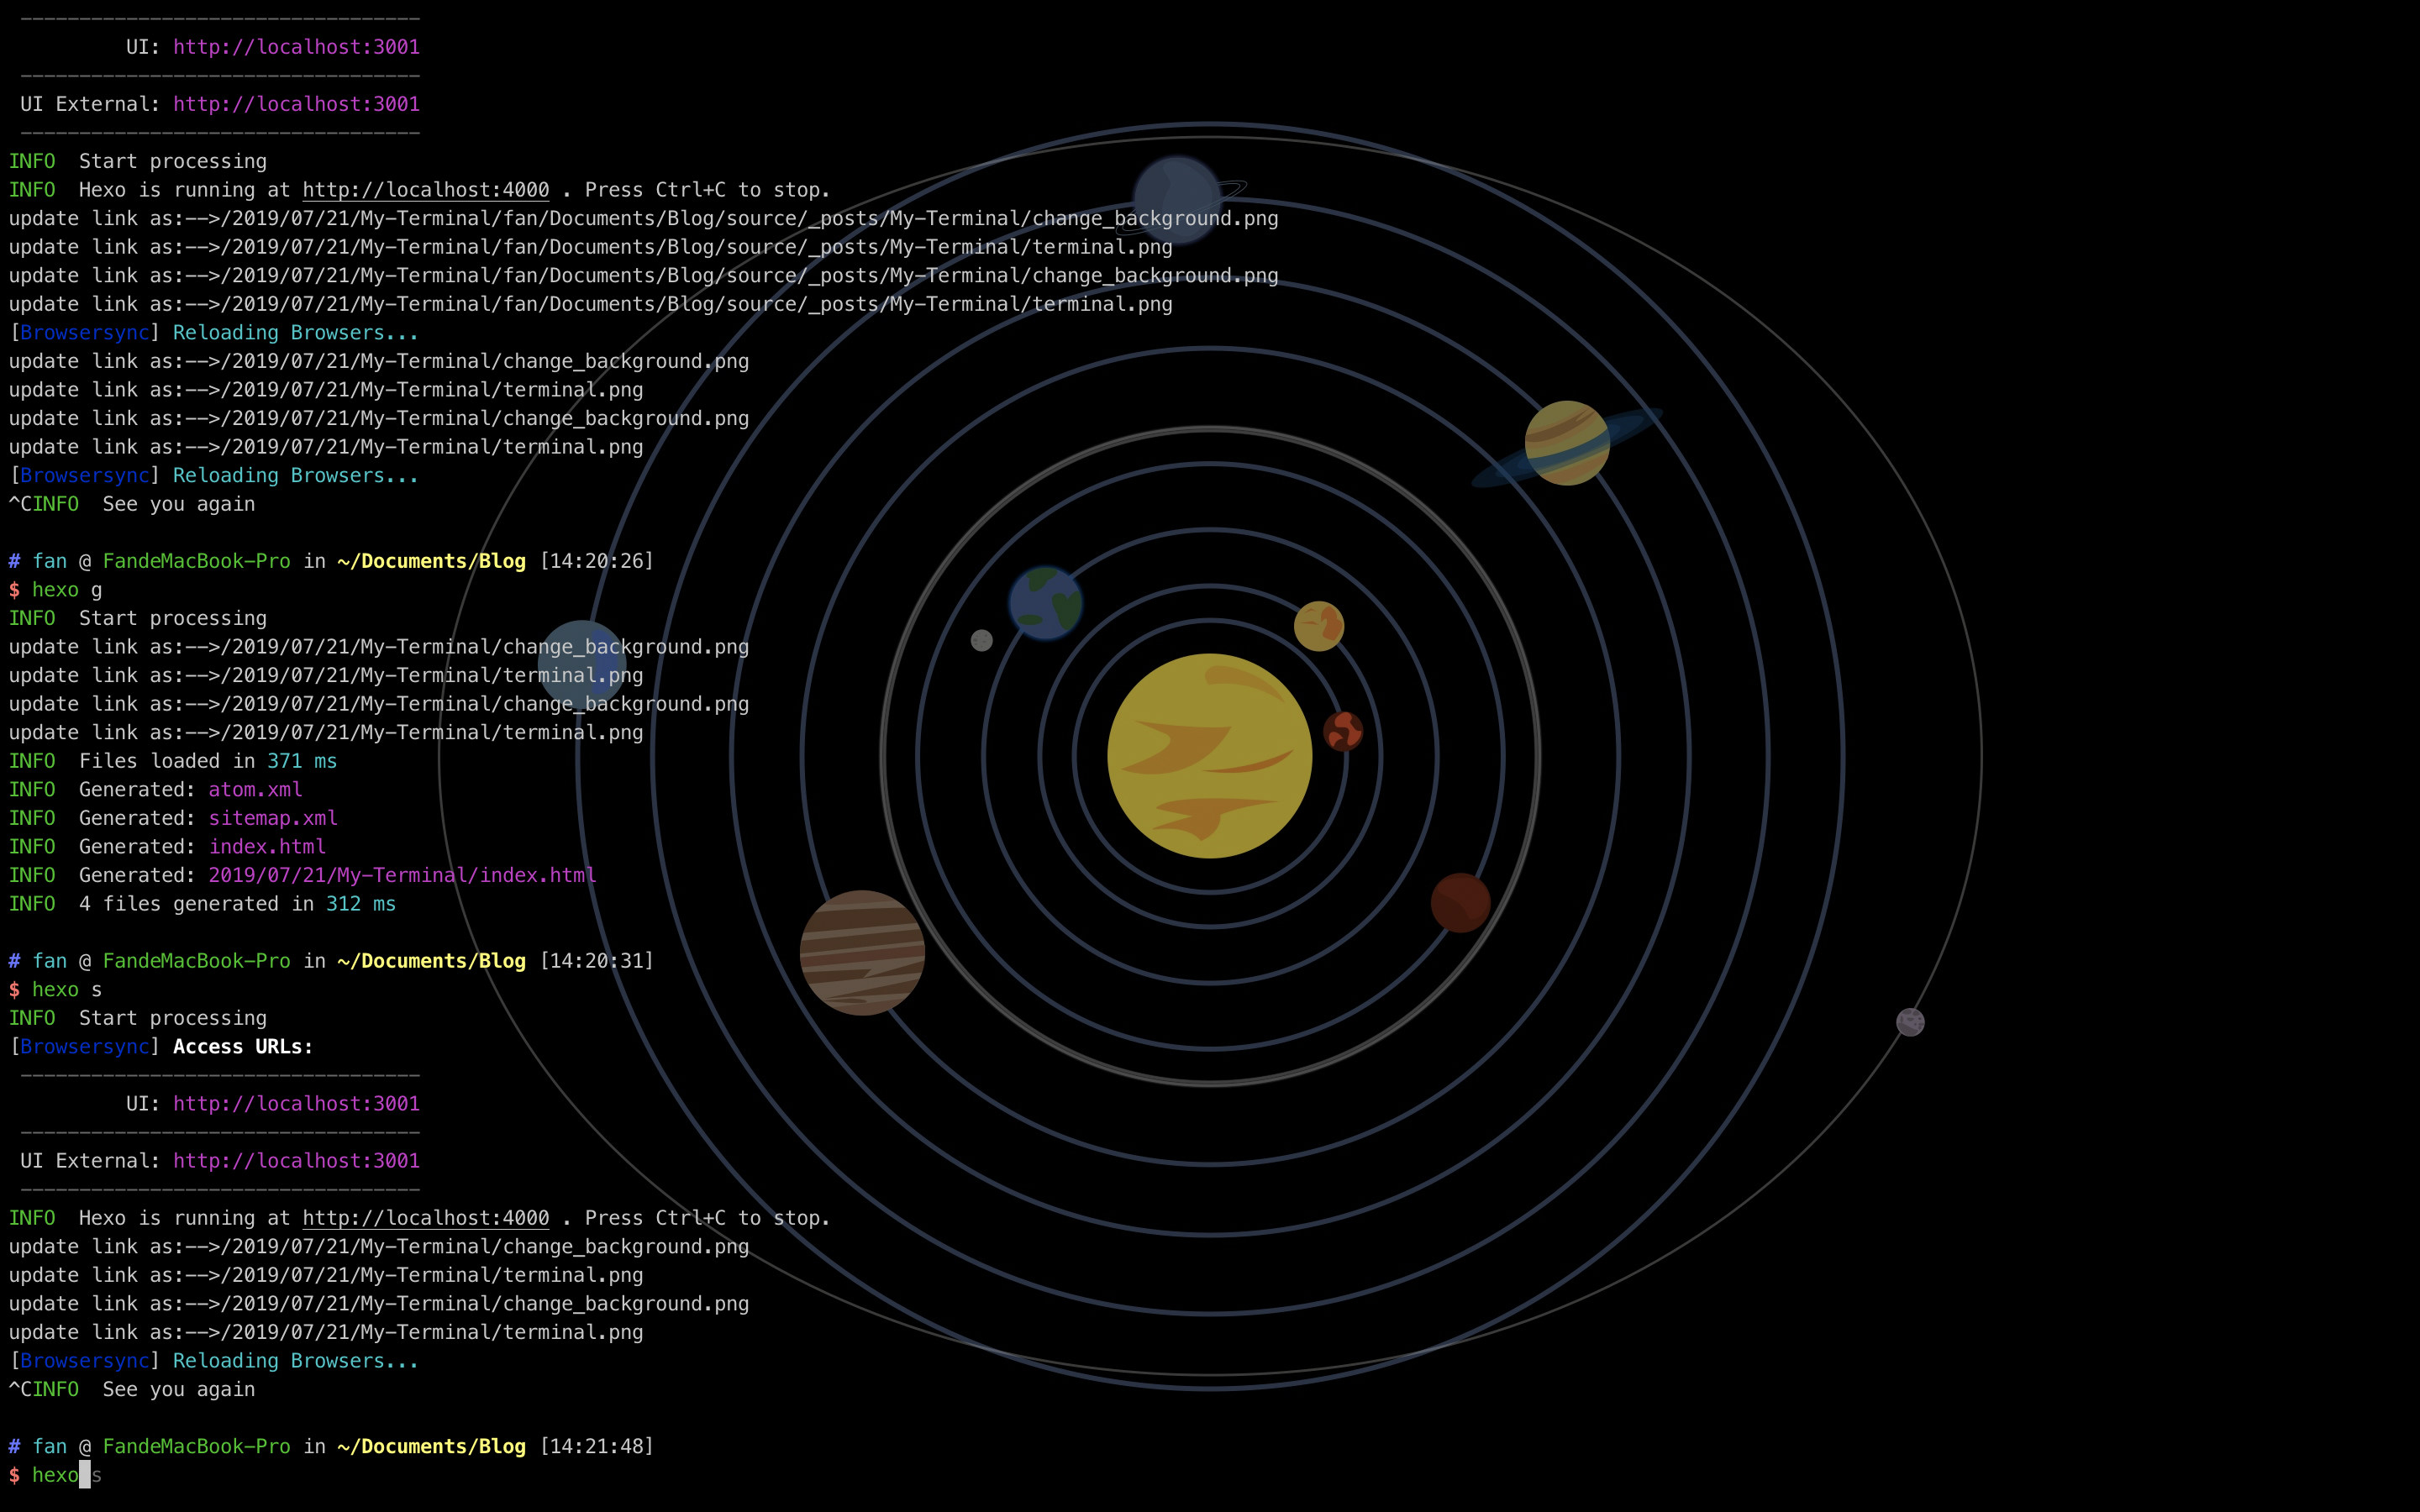 ---------------------------------
UI: http://localhost:3001
---------------------------------
UI External: http://localhost:3001
---------------------------------
INFO  Start processing
INFO  Hexo is running at http://localhost:4000 . Press Ctrl+C to stop.
update link as:-->/2019/07/21/My-Terminal/fan/Documents/Blog/source/_posts/My-Terminal/change_background.png
update link as:-->/2019/07/21/My-Terminal/fan/Documents/Blog/source/_posts/My-Terminal/terminal.png
update link as:-->/2019/07/21/My-Terminal/fan/Documents/Blog/source/_posts/My-Terminal/change_background.png
update link as:-->/2019/07/21/My-Terminal/fan/Documents/Blog/source/_posts/My-Terminal/terminal.png
[Browsersync] Reloading Browsers...
update link as:-->/2019/07/21/My-Terminal/change_background.png
update link as:-->/2019/07/21/My-Terminal/terminal.png
update link as:-->/2019/07/21/My-Terminal/change_background.png
update link as:-->/2019/07/21/My-Terminal/terminal.png
[Browsersync] Reloading Browsers...
^CINFO  See you again
# fan @ FandeMacBook-Pro in ~/Documents/Blog [14:20:26]
$ hexo g
INFO  Start processing
update link as:-->/2019/07/21/My-Terminal/change_background.png
update link as:-->/2019/07/21/My-Terminal/terminal.png
update link as:-->/2019/07/21/My-Terminal/change_background.png
update link as:-->/2019/07/21/My-Terminal/terminal.png
INFO  Files loaded in 371 ms
INFO  Generated: atom.xml
INFO  Generated: sitemap.xml
INFO  Generated: index.html
INFO  Generated: 2019/07/21/My-Terminal/index.html
INFO  4 files generated in 312 ms
# fan @ FandeMacBook-Pro in ~/Documents/Blog [14:20:31]
$ hexo s
INFO  Start processing
[Browsersync] Access URLs:
---------------------------------
UI: http://localhost:3001
---------------------------------
UI External: http://localhost:3001
---------------------------------
INFO  Hexo is running at http://localhost:4000 . Press Ctrl+C to stop.
update link as:-->/2019/07/21/My-Terminal/change_background.png
update link as:-->/2019/07/21/My-Terminal/terminal.png
update link as:-->/2019/07/21/My-Terminal/change_background.png
update link as:-->/2019/07/21/My-Terminal/terminal.png
[Browsersync] Reloading Browsers...
^CINFO  See you again
# fan @ FandeMacBook-Pro in ~/Documents/Blog [14:21:48]
$ hexo s